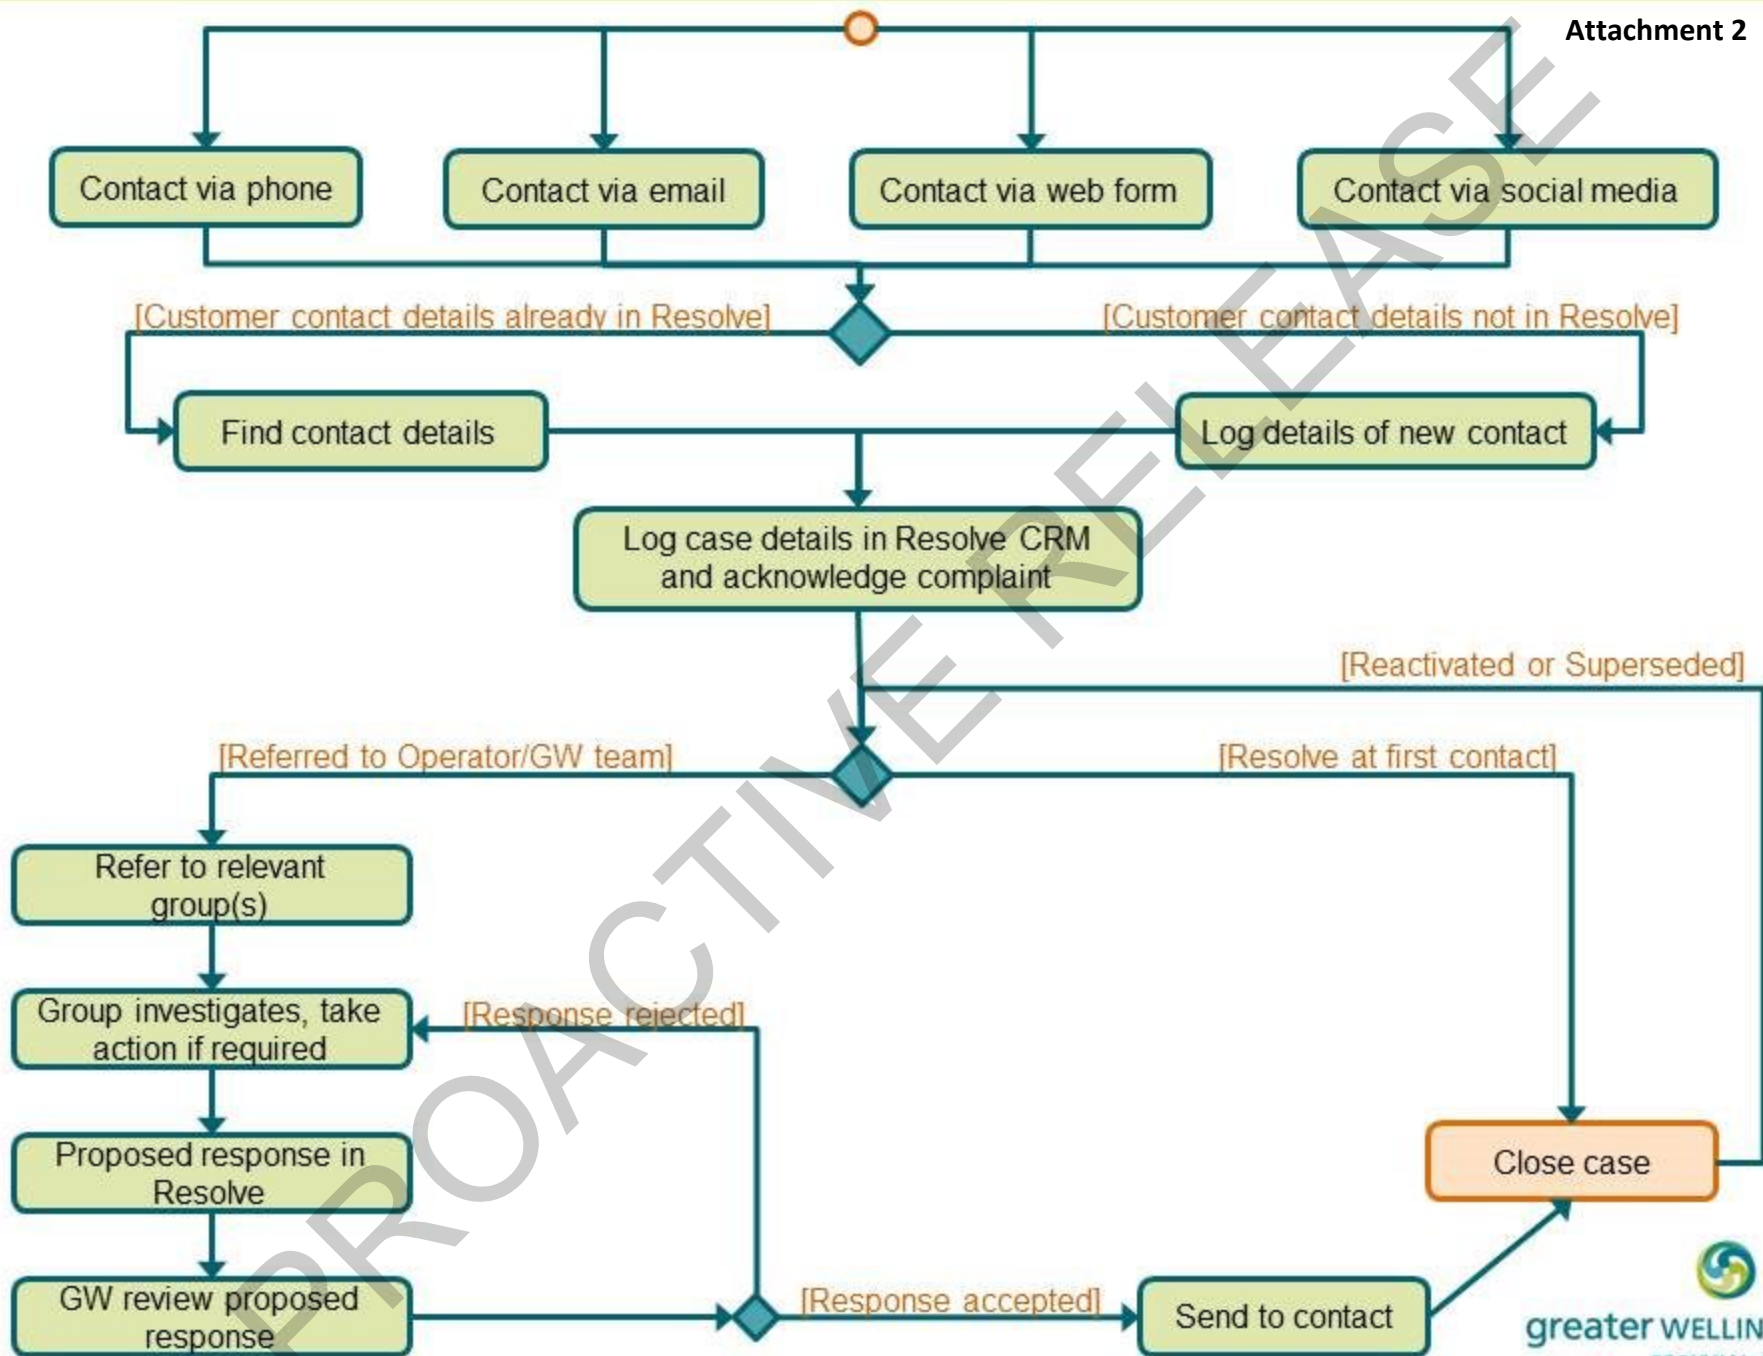 Attachment 2
Contact via phone
Contact via email
Contact via web form
Contact via social media
[Customer contact details already in Resolve]
[Customer contact details not in Resolve]
Find contact details
Log details of new contact
Log case details in Resolve CRM
and acknowledge complaint
[Reactivated or Superseded]
[Referred to Operator/GW team]
[Resolve at first contact]
Refer to relevant
group(s)
Group investigates, take
action if required
[Response rejected]
Proposed response in
Resolve
Close case
GW review proposed
response
[Response accepted]
Send to contact
greater WELLIN
PROACTIVE RELEASE